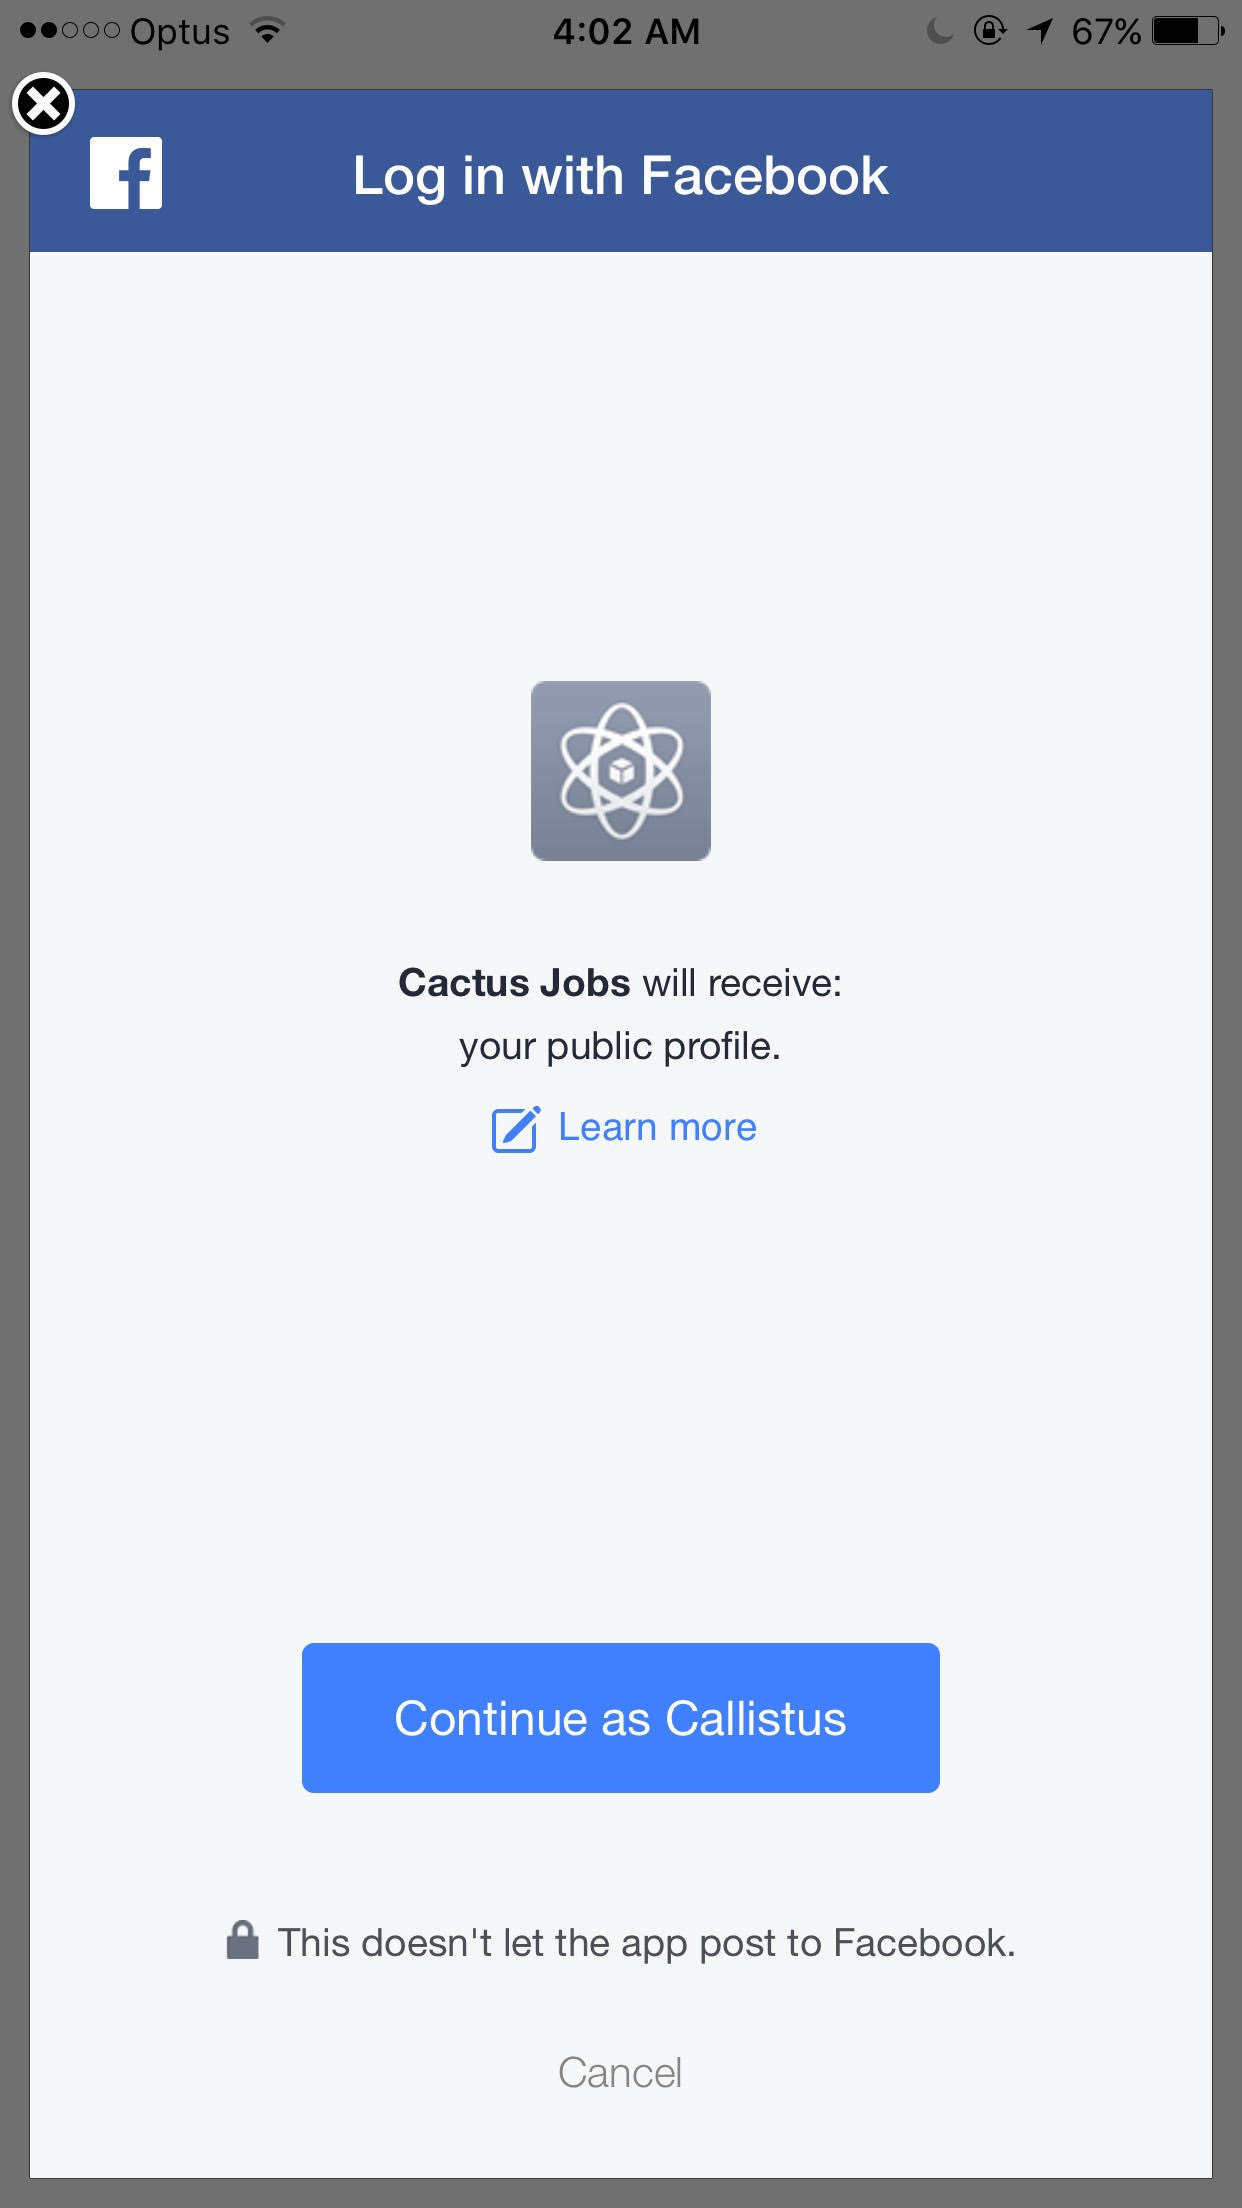 Optus
4:02 AM
67%
Log in with Facebook
Cactus Jobs will receive:
your public profile.
Learn more
Continue as Callistus
This doesn't let the app post to Facebook.
Cancel